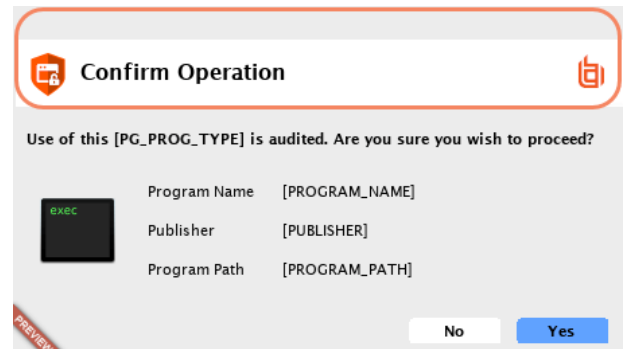 Confirm Operation
Use of this [PG_PROG_TYPE] is audited. Are you sure you wish to proceed?
exec
Program Name [PROGRAM_NAME]
Publisher [PUBLISHER]
Program Path [PROGRAM_PATH]
PREVIEW
No Yes